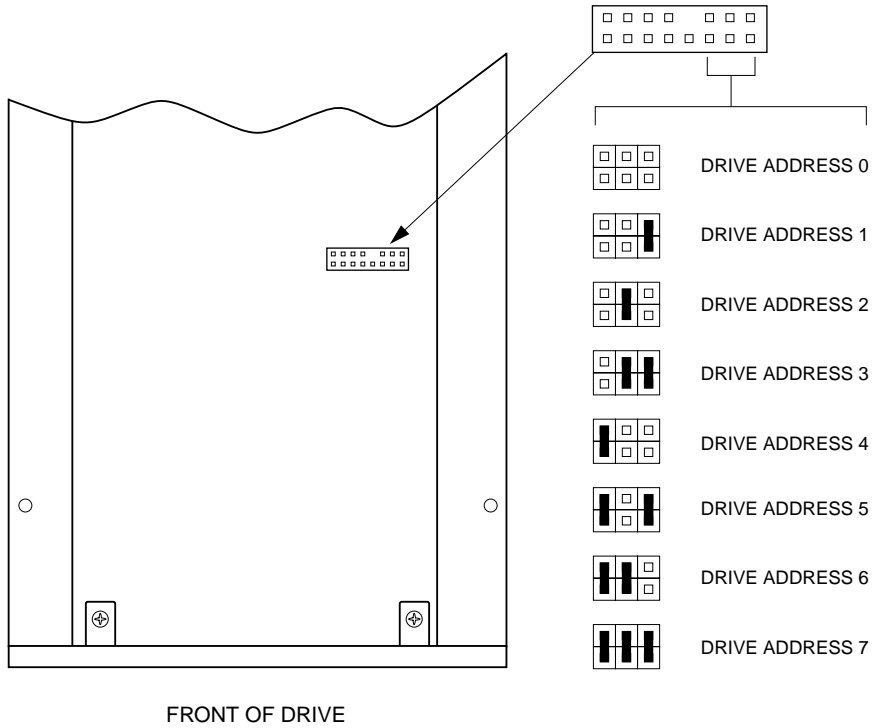 DRIVE ADDRESS 0
DRIVE ADDRESS 1
DRIVE ADDRESS 2
DRIVE ADDRESS 3
DRIVE ADDRESS 4
DRIVE ADDRESS 5
DRIVE ADDRESS 6
DRIVE ADDRESS 7
FRONT OF DRIVE